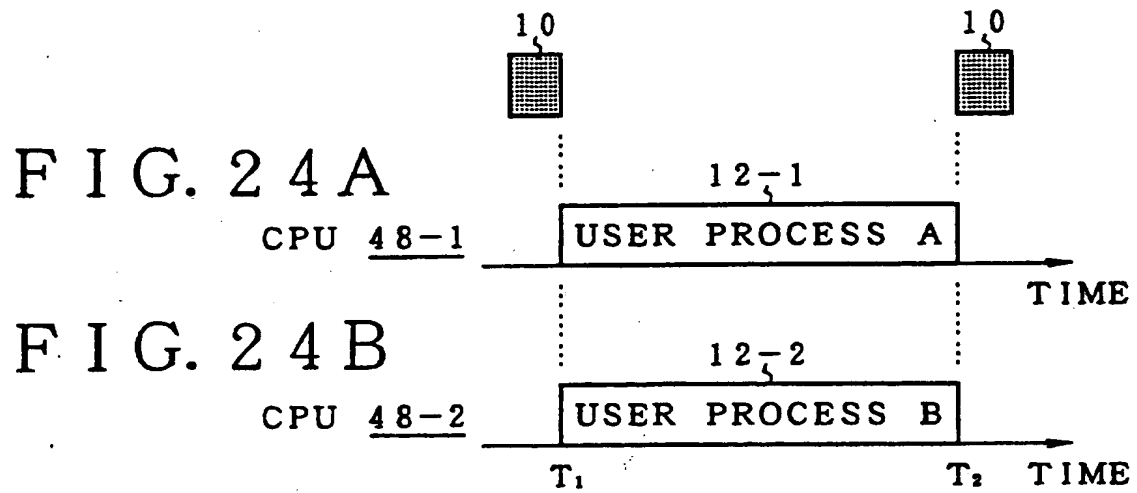 10 10
FIG. 24A
12-1
CPU 48-1
USER PROCESS A
TIME
FIG. 24B
12-2
CPU 48-2
USER PROCESS B
T₁ T₂ TIME